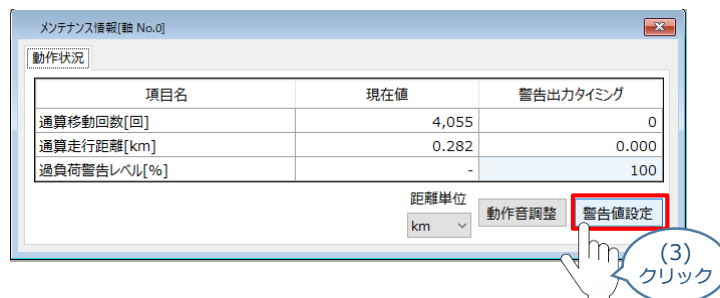 メンテナンス情報[軸 No.0]
動作状況
項目名 現在値 警告出力タイミング
通算移動回数[回] 4,055 0
通算走行距離[km] 0.282 0.000
過負荷警告レベル[%] - 100
距離単位
km 動作音調整 警告値設定
(3)
クリック